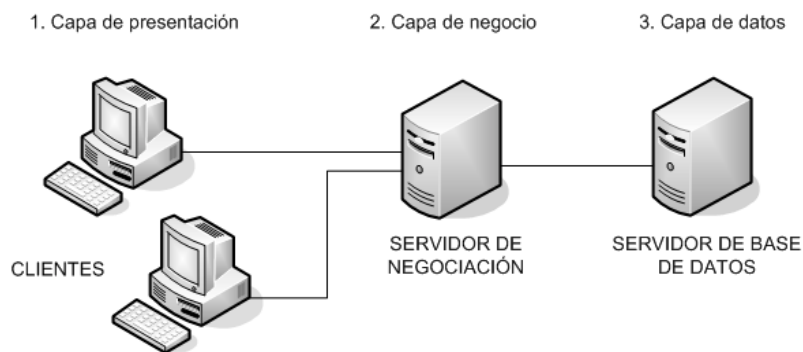 1. Capa de presentación
2. Capa de negocio
3. Capa de datos
CLIENTES
SERVIDOR DE
NEGOCIACIÓN
SERVIDOR DE BASE
DE DATOS